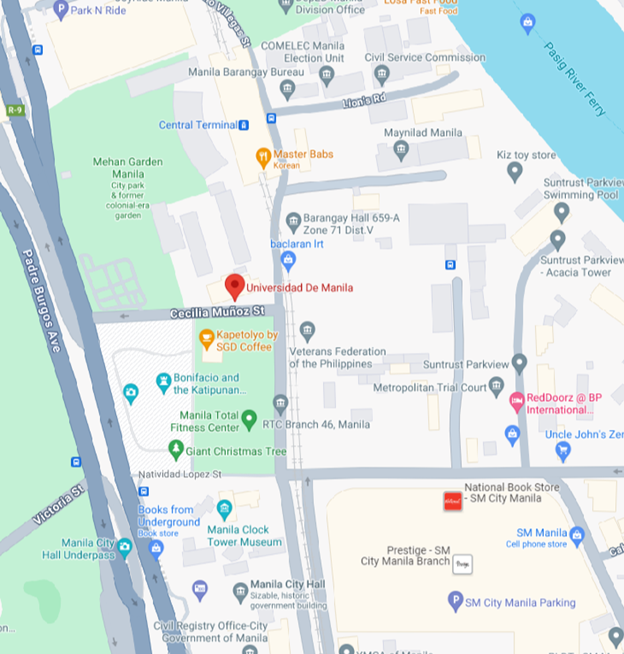 Park N Ride
Division Office
Fast Food
COMELEC Manila
Election Unit
Civil Service Commission
Manila Barangay Bureau
Lion's Rd
Pasig River Ferry
R-9
Central Terminal
Maynilad Manila
Master Babs
Korean
Kiz toy store
Mehan Garden
Manila
City park
& former
colonial-era
garden
Suntrust Parkview
Swimming Pool
Barangay Hall 659-A
Zone 71 Dist.V
baclaran lrt
Suntrust Parkview
- Acacia Tower
Padre Burgos Ave
Universidad De Manila
Cecilia Muñoz St
Kapetolyo by
SGD Coffee
Veterans Federation
of the Philippines
Suntrust Parkview
Bonifacio and
the Katipunan...
Metropolitan Trial Court
RedDoorz @ BP
International...
Manila Total
Fitness Center
RTC Branch 46, Manila
Uncle John's Zer
Giant Christmas Tree
Natividad Lopez St
National Book Store
- SM City Manila
Victoria St
Books from
Underground
Book store
Manila Clock
Tower Museum
SM Manila
Cell phone store
Manila City
Hall Underpass
Prestige - SM
City Manila Branch
Manila City Hall
Sizable, historic
government building
SM City Manila Parking
Civil Registry Office-City
Government of Manila